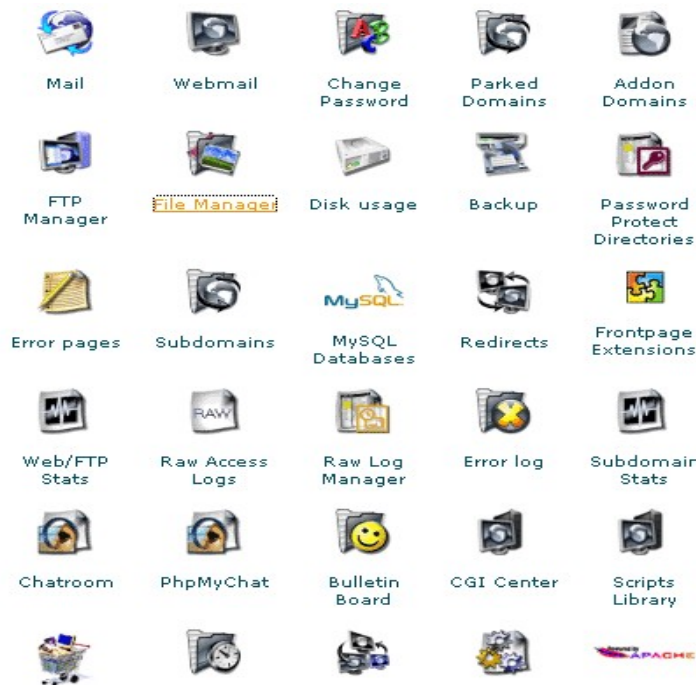 Mail
Webmail
Change
Password
Parked
Domains
Addon
Domains
FTP
Manager
File Manager
Disk usage
Backup
Password
Protect
Directories
Error pages
Subdomains
MySQL
MySQL
Databases
Redirects
Frontpage
Extensions
Web/FTP
Stats
RAW
Raw Access
Logs
Raw Log
Manager
Error log
Subdomain
Stats
Chatroom
PhpMyChat
Bulletin
Board
CGI Center
Scripts
Library
APACHE